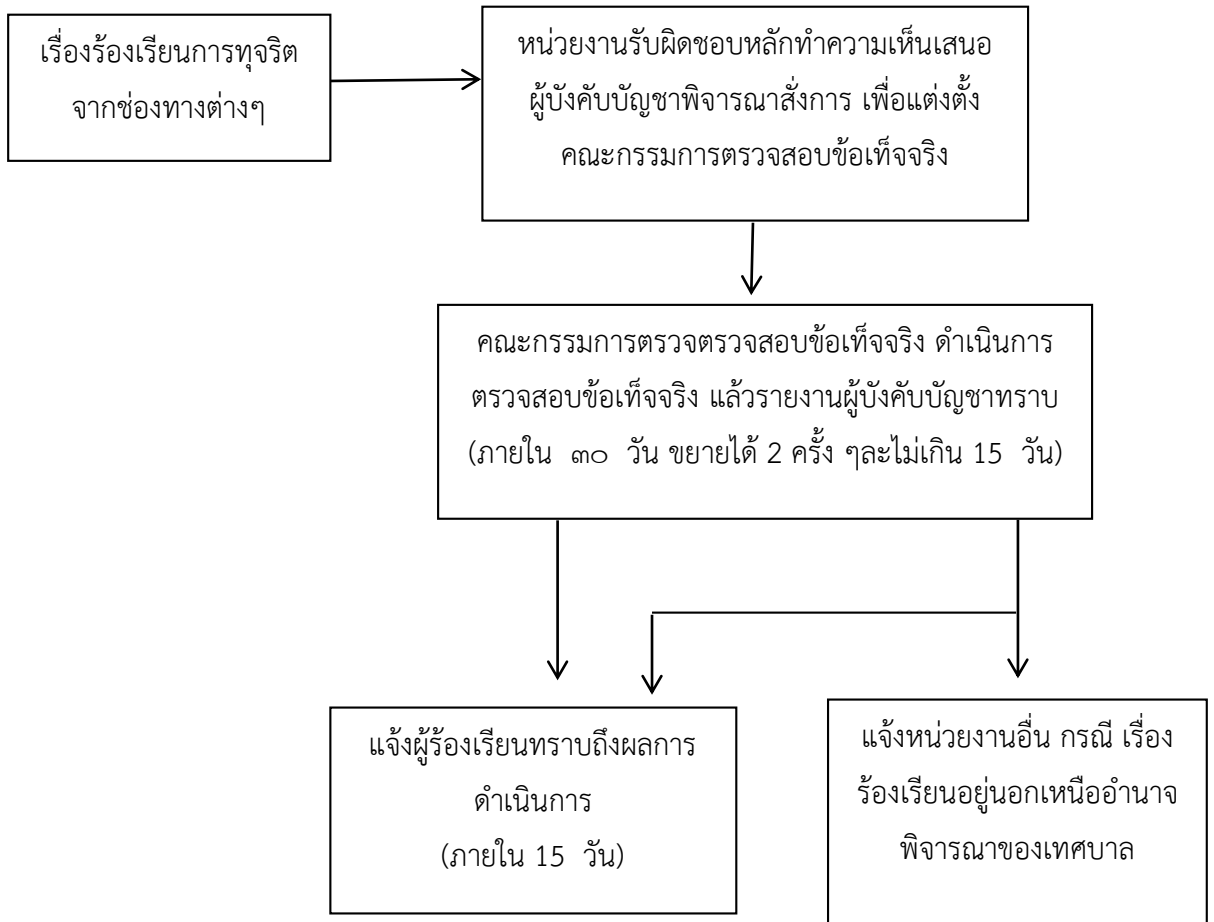 เรื่องร้องเรียนการทุจริต
จากช่องทางต่างๆ
หน่วยงานรับผิดชอบหลักทำความเห็นเสนอ
ผู้บังคับบัญชาพิจารณาสั่งการ เพื่อแต่งตั้ง
คณะกรรมการตรวจสอบข้อเท็จจริง
คณะกรรมการตรวจตรวจสอบข้อเท็จจริง ดำเนินการ
ตรวจสอบข้อเท็จจริง แล้วรายงานผู้บังคับบัญชาทราบ
(ภายใน ๓๐ วัน ขยายได้ 2 ครั้ง ๆละไม่เกิน 15 วัน)
แจ้งผู้ร้องเรียนทราบถึงผลการ
ดำเนินการ
(ภายใน 15 วัน)
แจ้งหน่วยงานอื่น กรณี เรื่อง
ร้องเรียนอยู่นอกเหนืออำนาจ
พิจารณาของเทศบาล